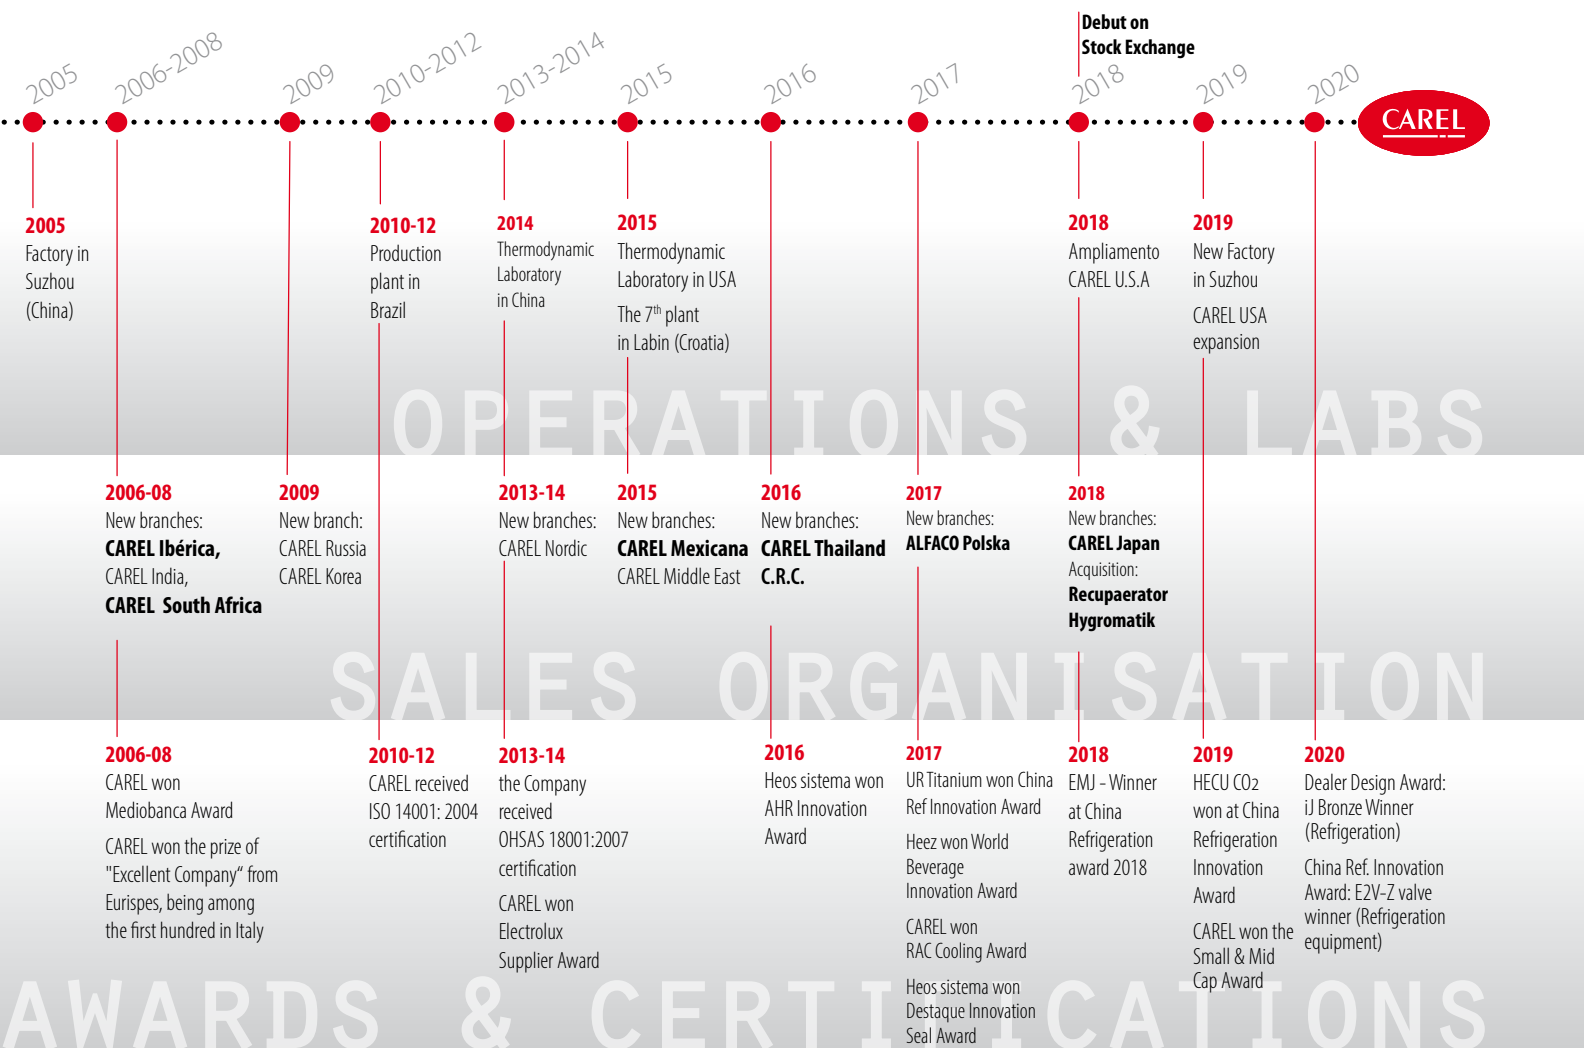 Debut on
Stock Exchange
2005
2006-2008
2009
2010-2012
2013-2014
2015
2016
2017
2018
2019
2020
CAREL
2005
Factory in
Suzhou
(China)
2010-12
Production
plant in
Brazil
2014
Thermodynamic
Laboratory
in China
2015
Thermodynamic
Laboratory in USA
The 7th plant
in Labin (Croatia)
2018
Ampliamento
CAREL U.S.A
2019
New Factory
in Suzhou
CAREL USA
expansion
OPERATIONS & LABS
2006-08
New branches:
CAREL Ibérica,
CAREL India,
CAREL South Africa
2009
New branch:
CAREL Russia
CAREL Korea
2013-14
New branches:
CAREL Nordic
2015
New branches:
CAREL Mexicana
CAREL Middle East
2016
New branches:
CAREL Thailand
C.R.C.
2017
New branches:
ALFACO Polska
2018
New branches:
CAREL Japan
Acquisition:
Recupaerator
Hygromatik
SALES ORGANISATION
2006-08
CAREL won
Mediobanca Award
CAREL won the prize of
"Excellent Company“ from
Eurispes, being among
the first hundred in Italy
2010-12
CAREL received
ISO 14001: 2004
certification
2013-14
the Company
received
OHSAS 18001:2007
certification
CAREL won
Electrolux
Supplier Award
2016
Heos sistema won
AHR Innovation
Award
2017
UR Titanium won China
Ref Innovation Award
Heez won World
Beverage
Innovation Award
CAREL won
RAC Cooling Award
Heos sistema won
Destaque Innovation
Seal Award
2018
EMJ - Winner
at China
Refrigeration
award 2018
2019
HECU CO2
won at China
Refrigeration
Innovation
Award
CAREL won the
Small & Mid
Cap Award
2020
Dealer Design Award:
iJ Bronze Winner
(Refrigeration)
China Ref. Innovation
Award: E2V-Z valve
winner (Refrigeration
equipment)
AWARDS & CERTIFICATIONS